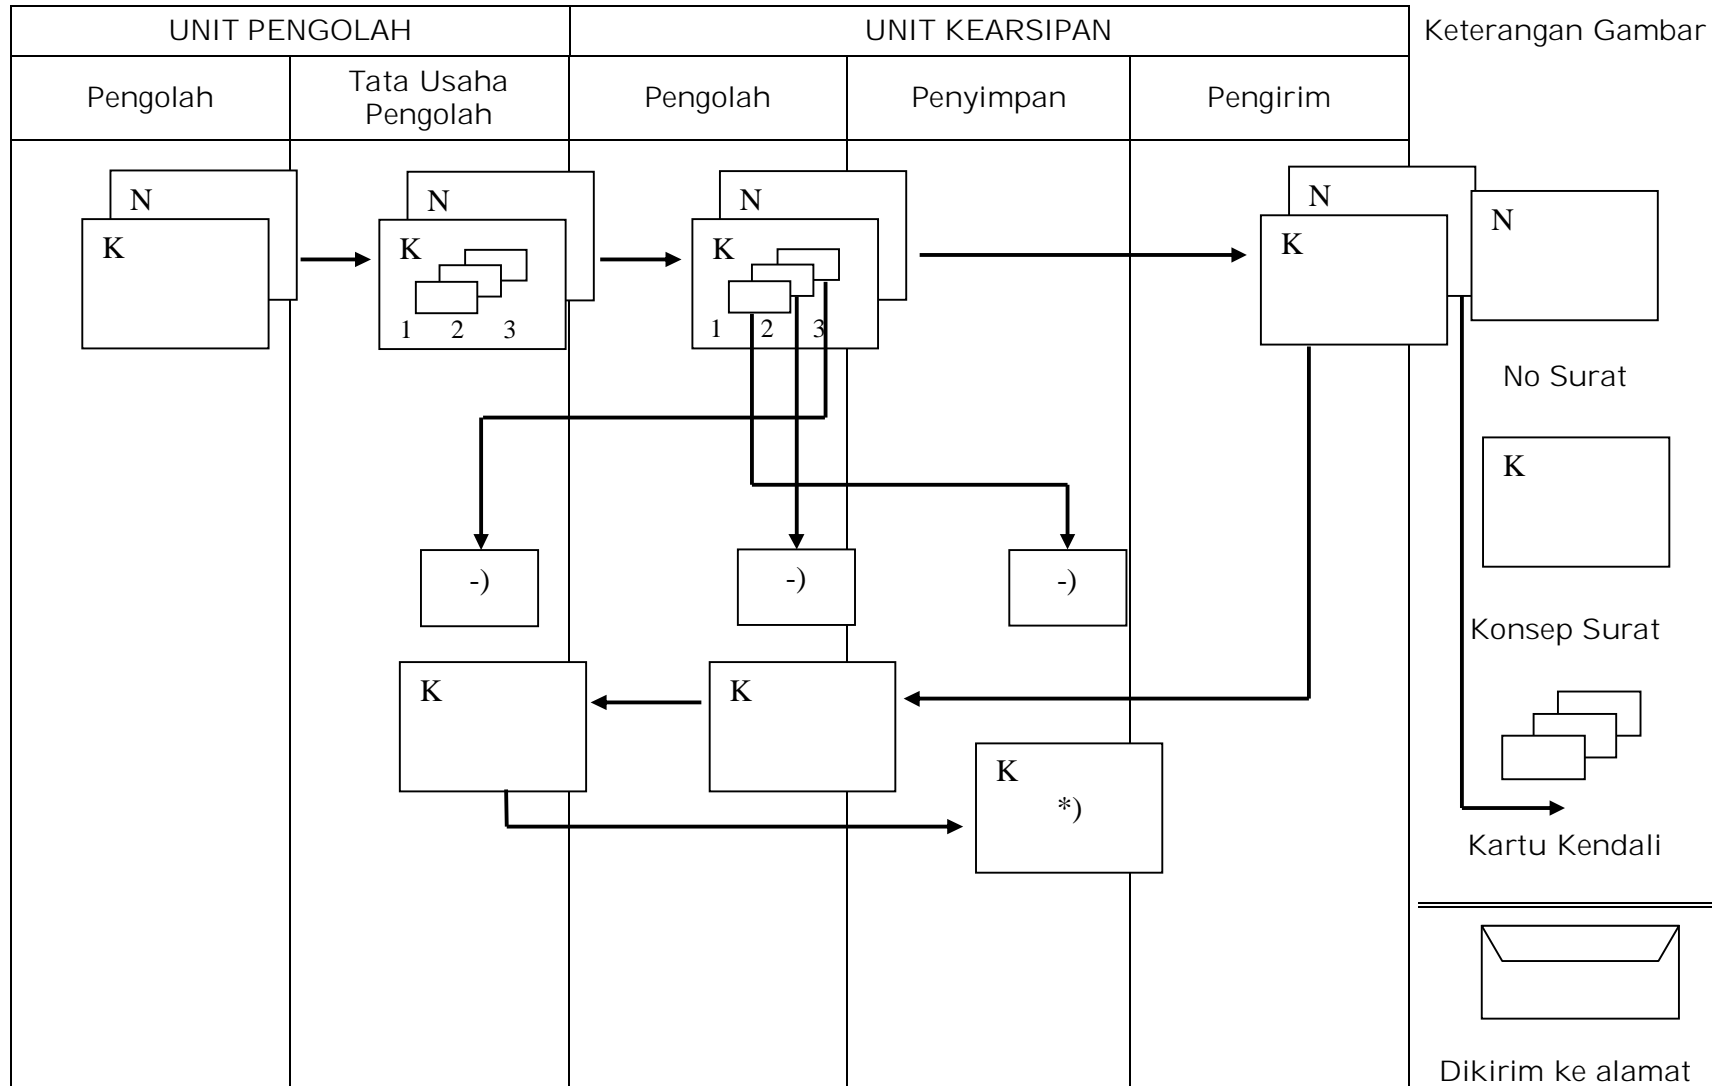 UNIT PENGOLAH
UNIT KEARSIPAN
Keterangan Gambar
Pengolah
Tata Usaha
Pengolah
Pengolah
Penyimpan
Pengirim
N
K
N
K
1 2 3
N
K
1 2 3
N
K
N
No Surat
K
Konsep Surat
-)
-)
-)
K
K
K
*)
Kartu Kendali
Dikirim ke alamat